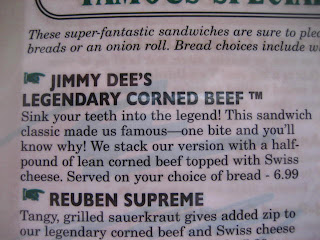 These super-fantastic sandwiches are sure to
breads or an onion roll. Bread choices include
JIMMY DEE'S
LEGENDARY CORNED BEEF ™
Sink your teeth into the legend! This sandwich
classic made us famous—one bite and you'll
know why! We stack our version with a half-
pound of lean corned beef topped with Swiss
cheese. Served on your choice of bread - 6.99
REUBEN SUPREME
Tangy, grilled sauerkraut gives added zip to
our legendary corned beef and Swiss cheese